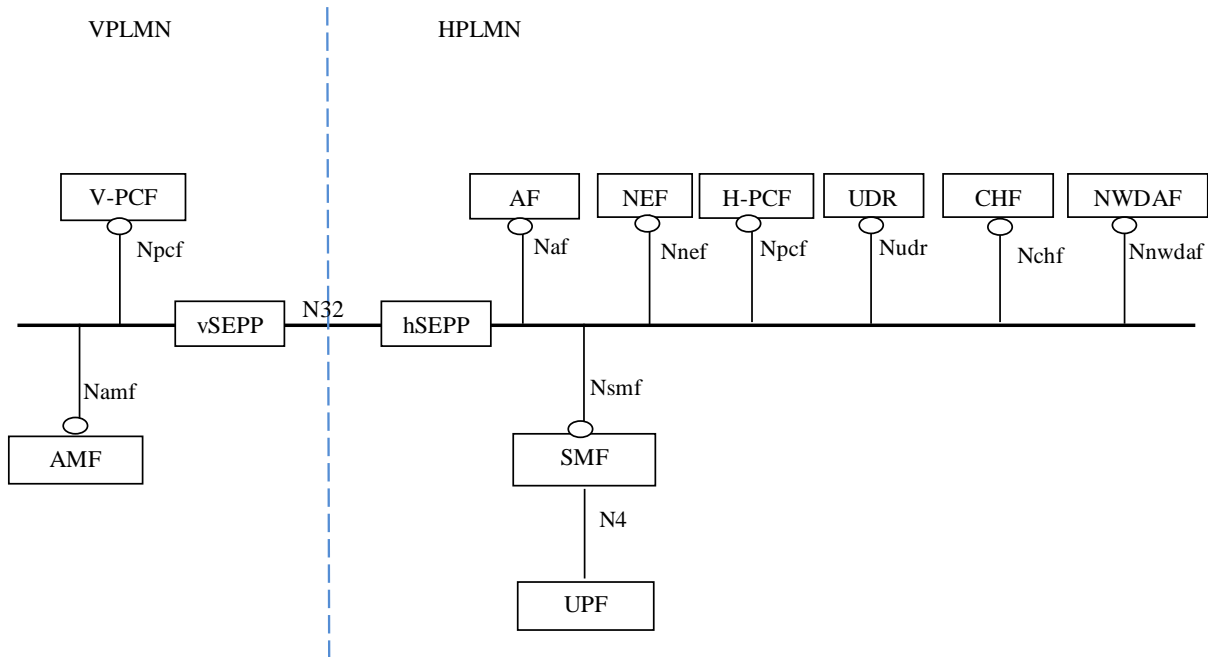 VPLMN
HPLMN
V-PCF
AF
NEF
H-PCF
UDR
CHF
NWDAF
Npcf
Naf
Nnef
Npcf
Nudr
Nchf
Nnwdaf
N32
vSEPP
hSEPP
Namf
Nsmf
AMF
SMF
N4
UPF